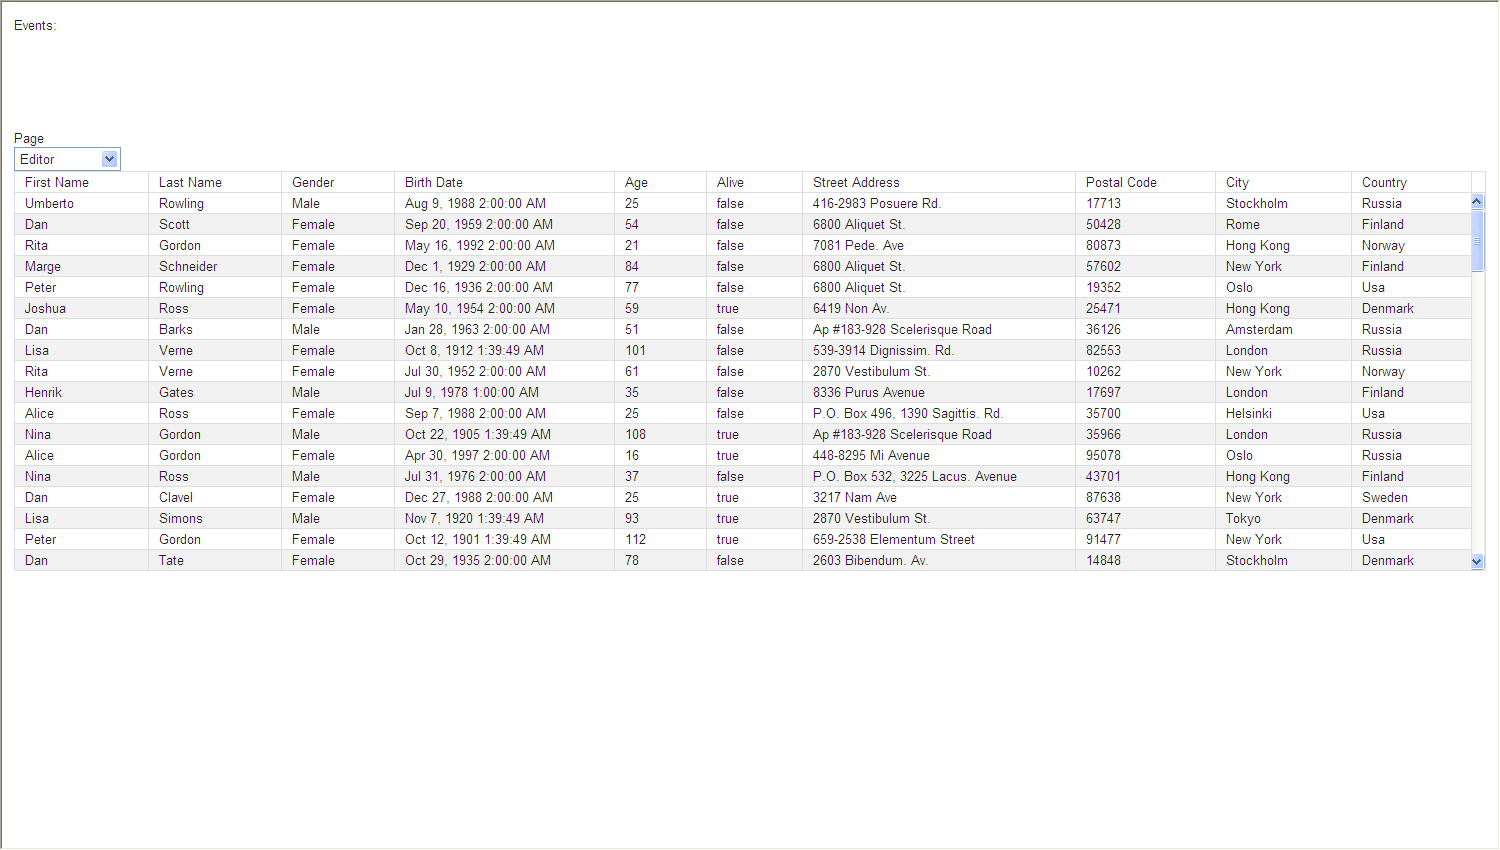 Events:
Page
Editor
First Name Last Name Gender Birth Date Age Alive Street Address Postal Code City Country
Umberto Rowling Male Aug 9, 1988 2:00:00 AM 25 false 416-2983 Posuere Rd. 17713 Stockholm Russia
Dan Scott Female Sep 20, 1959 2:00:00 AM 54 false 6800 Aliquet St. 50428 Rome Finland
Rita Gordon Female May 16, 1992 2:00:00 AM 21 false 7081 Pede. Ave 80873 Hong Kong Norway
Marge Schneider Female Dec 1, 1929 2:00:00 AM 84 false 6800 Aliquet St. 57602 New York Finland
Peter Rowling Female Dec 16, 1936 2:00:00 AM 77 false 6800 Aliquet St. 19352 Oslo Usa
Joshua Ross Female May 10, 1954 2:00:00 AM 59 true 6419 Non Av. 25471 Hong Kong Denmark
Dan Barks Male Jan 28, 1963 2:00:00 AM 51 false Ap #183-928 Scelerisque Road 36126 Amsterdam Russia
Lisa Verne Female Oct 8, 1912 1:39:49 AM 101 false 539-3914 Dignissim. Rd. 82553 London Russia
Rita Verne Female Jul 30, 1952 2:00:00 AM 61 false 2870 Vestibulum St. 10262 New York Norway
Henrik Gates Male Jul 9, 1978 1:00:00 AM 35 false 8336 Purus Avenue 17697 London Finland
Alice Ross Female Sep 7, 1988 2:00:00 AM 25 false P.O. Box 496, 1390 Sagittis. Rd. 35700 Helsinki Usa
Nina Gordon Male Oct 22, 1905 1:39:49 AM 108 true Ap #183-928 Scelerisque Road 35966 London Russia
Alice Gordon Female Apr 30, 1997 2:00:00 AM 16 true 448-8295 Mi Avenue 95078 Oslo Russia
Nina Ross Male Jul 31, 1976 2:00:00 AM 37 false P.O. Box 532, 3225 Lacus. Avenue 43701 Hong Kong Finland
Dan Clavel Female Dec 27, 1988 2:00:00 AM 25 true 3217 Nam Ave 87638 New York Sweden
Lisa Simons Male Nov 7, 1920 1:39:49 AM 93 true 2870 Vestibulum St. 63747 Tokyo Denmark
Peter Gordon Female Oct 12, 1901 1:39:49 AM 112 true 659-2538 Elementum Street 91477 New York Usa
Dan Tate Female Oct 29, 1935 2:00:00 AM 78 false 2603 Bibendum. Av. 14848 Stockholm Denmark